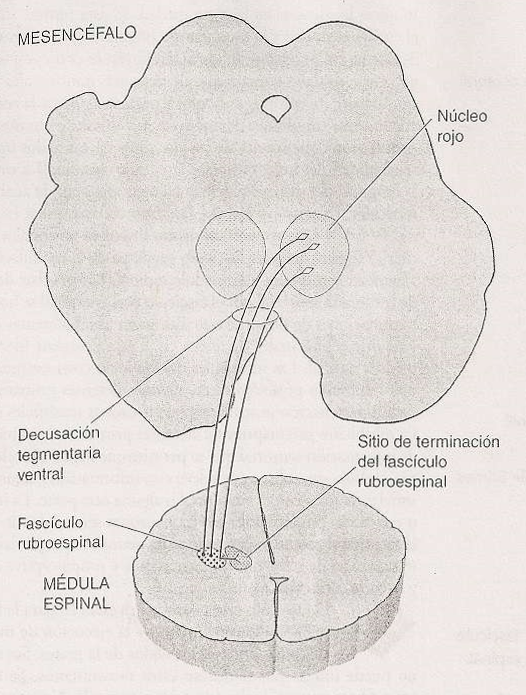 MESENCÉFALO
Núcleo
rojo
Decusación
tegmentaria
ventral
Sitio de terminación
del fascículo
rubroespinal
Fascículo
rubroespinal
MÉDULA
ESPINAL